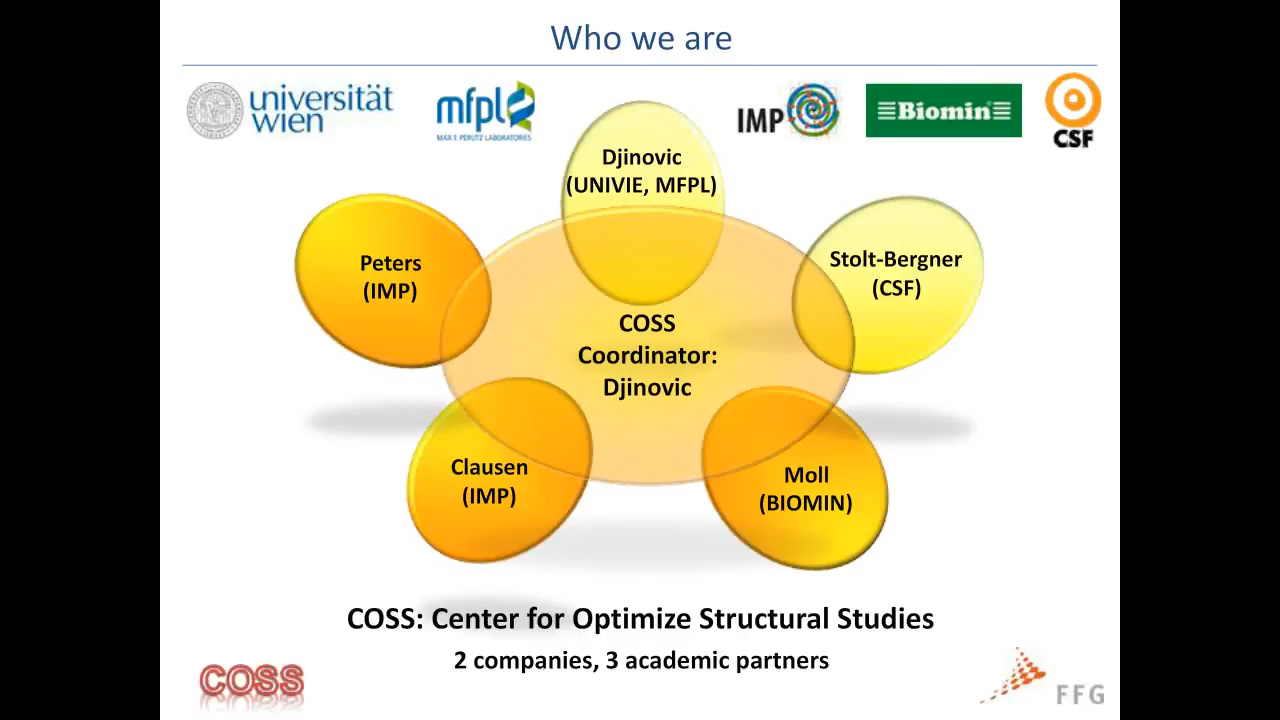 Who we are
universität
wien
mfpl
MAX F. PERUTZ LABORATORIES
IMP
Biomin®
CSF
Djinovic
(UNIVIE, MFPL)
Peters
(IMP)
Stolt-Bergner
(CSF)
COSS
Coordinator:
Djinovic
Clausen
(IMP)
Moll
(BIOMIN)
COSS: Center for Optimize Structural Studies
2 companies, 3 academic partners
COSS
FFG